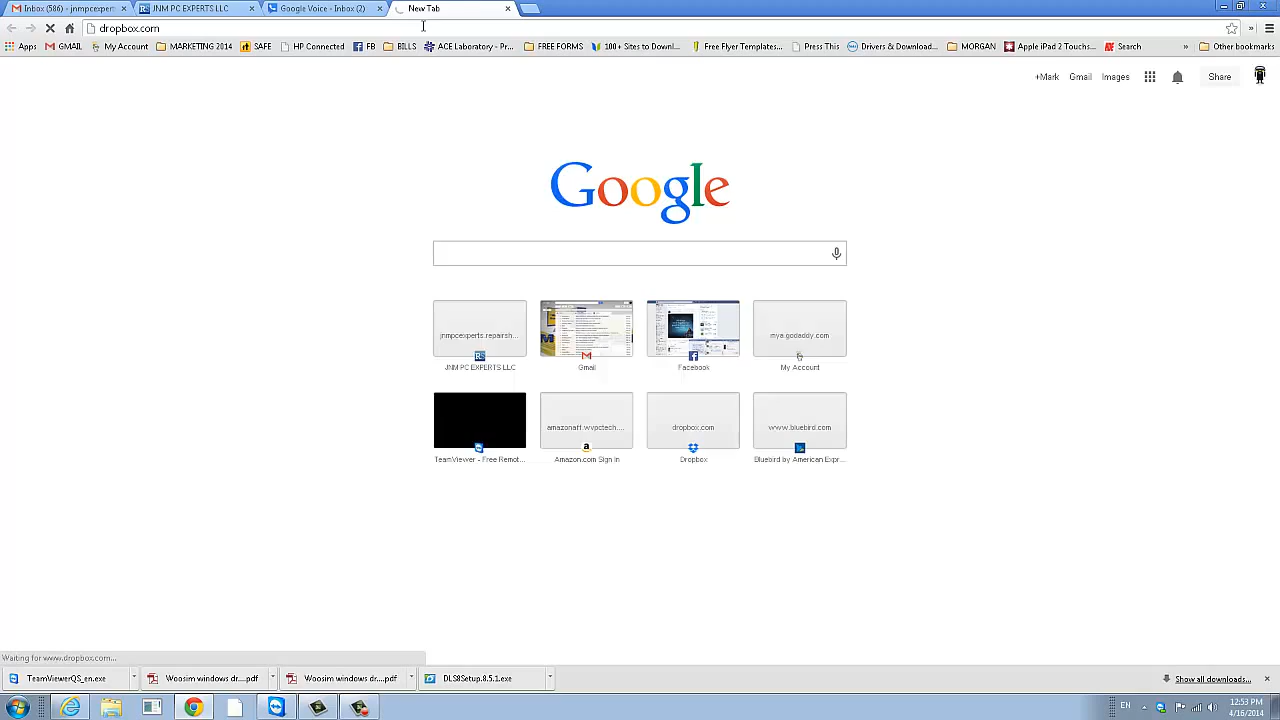 Inbox (586) - jnmpcexpert
JNM PC EXPERTS LLC
Google Voice - Inbox (2)
New Tab
dropbox.com
Apps
GMAIL
My Account
MARKETING 2014
SAFE
HP Connected
FB
BILLS
ACE Laboratory - Pr...
FREE FORMS
100+ Sites to Downl...
Free Flyer Templates...
Press This
Drivers & Download...
MORGAN
Apple iPad 2 Touchs...
Search
»
Other bookmarks
+Mark
Gmail
Images
Share
Google
jnmpcexperts.repairsh...
mya.godaddy.com
JNM PC EXPERTS LLC
Gmail
Facebook
My Account
amazonaff.wvpctech....
dropbox.com
www.bluebird.com
TeamViewer - Free Remot...
Amazon.com Sign In
Dropbox
Bluebird by American Expr...
Waiting for www.dropbox.com...
TeamViewerQS_en.exe
Woosim windows dr....pdf
Woosim windows dr....pdf
DLS8Setup.8.5.1.exe
Show all downloads...
EN
12:53 PM
4/16/2014